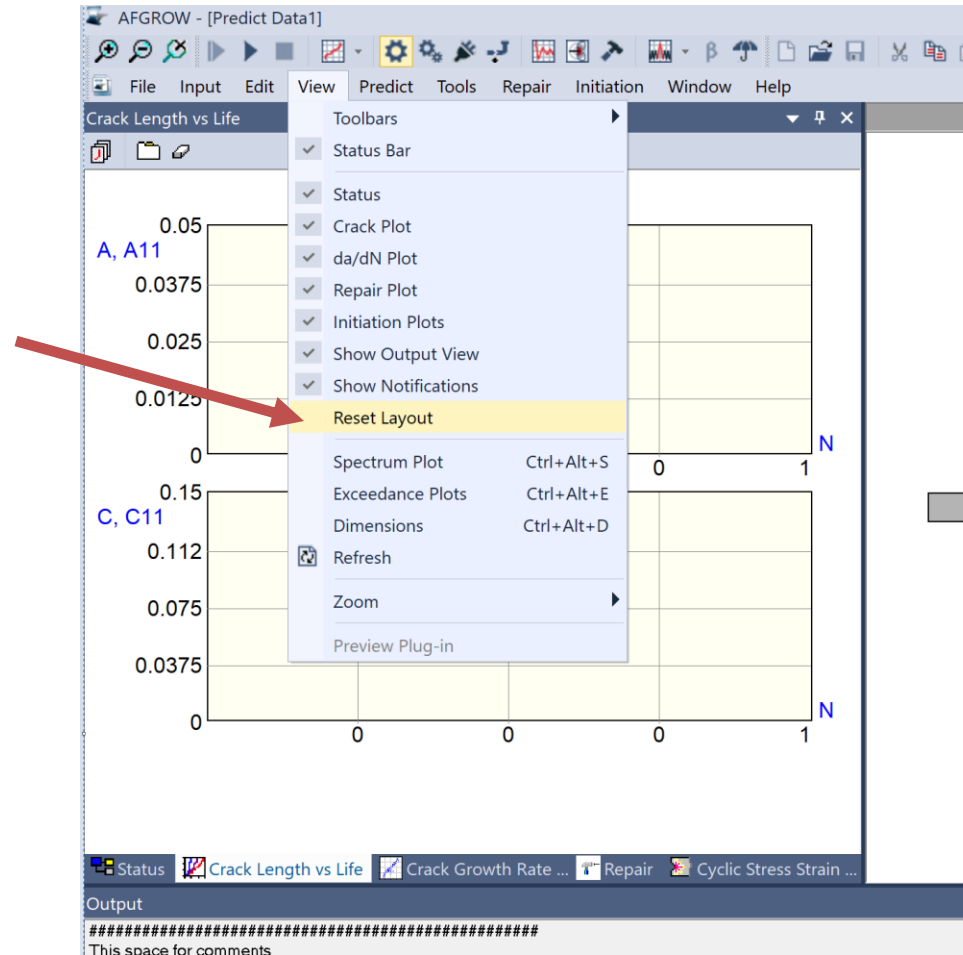 AFGROW - [Predict Data1]
β
File Input Edit View Predict Tools Repair Initiation Window Help
Crack Length vs Life
Toolbars
Status Bar
Status
Crack Plot
da/dN Plot
Repair Plot
Initiation Plots
Show Output View
Show Notifications
Reset Layout
Spectrum Plot Ctrl+Alt+S
Exceedance Plots Ctrl+Alt+E
Dimensions Ctrl+Alt+D
Refresh
Zoom
Preview Plug-in
0.05
A, A11
0.0375
0.025
0.0125
0
N
0 1
0.15
C, C11
0.112
0.075
0.0375
0
N
0 0 0 1
Status Crack Length vs Life Crack Growth Rate ... Repair Cyclic Stress Strain ...
Output
###################################################
This space for comments